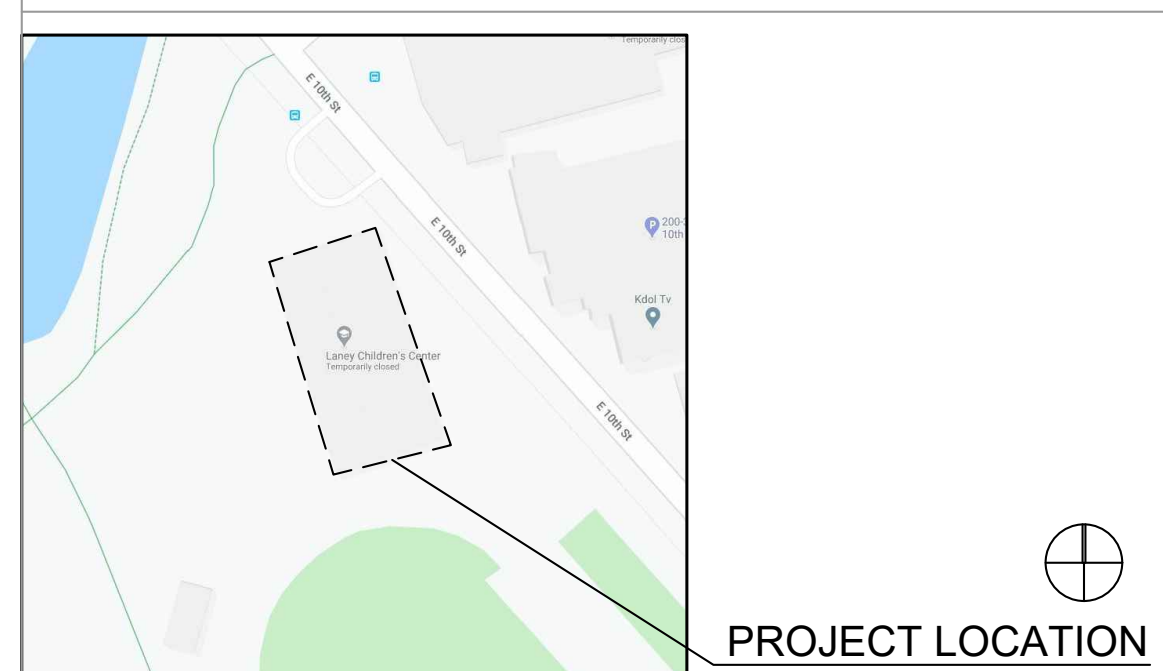 Temporarily clos
E 10th St
E 10th St
P 200-
10th
Kdol Tv
Laney Children's Center
Temporarily closed
E 10th St
PROJECT LOCATION